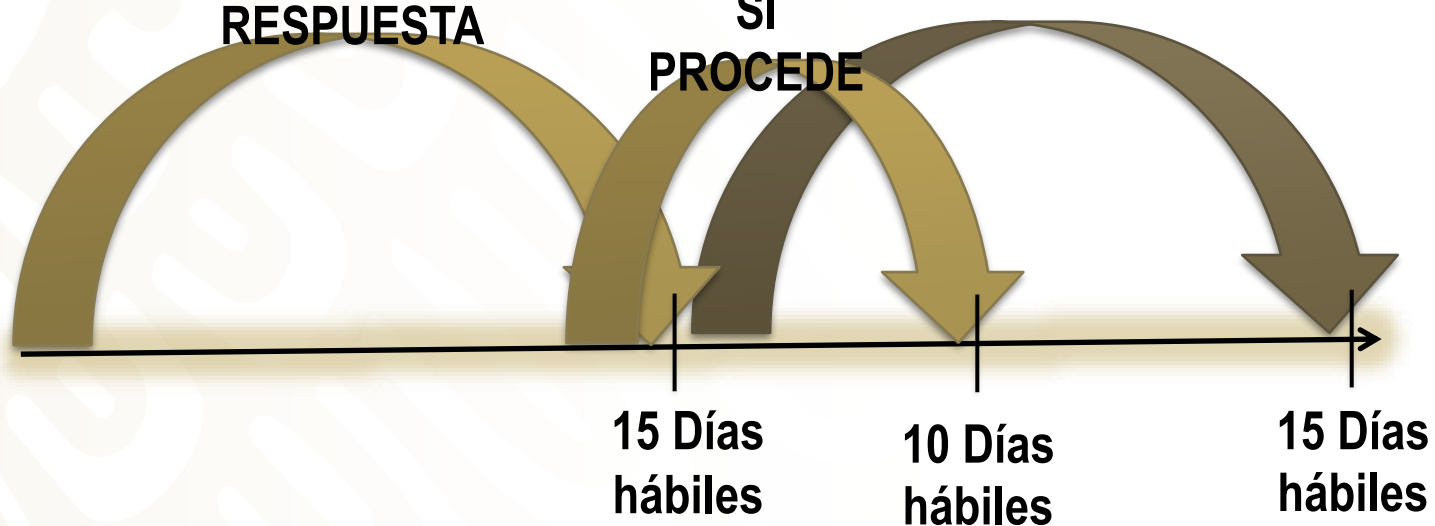 RESPUESTA
SI
PROCEDE
15 Días
hábiles
10 Días
hábiles
15 Días
hábiles